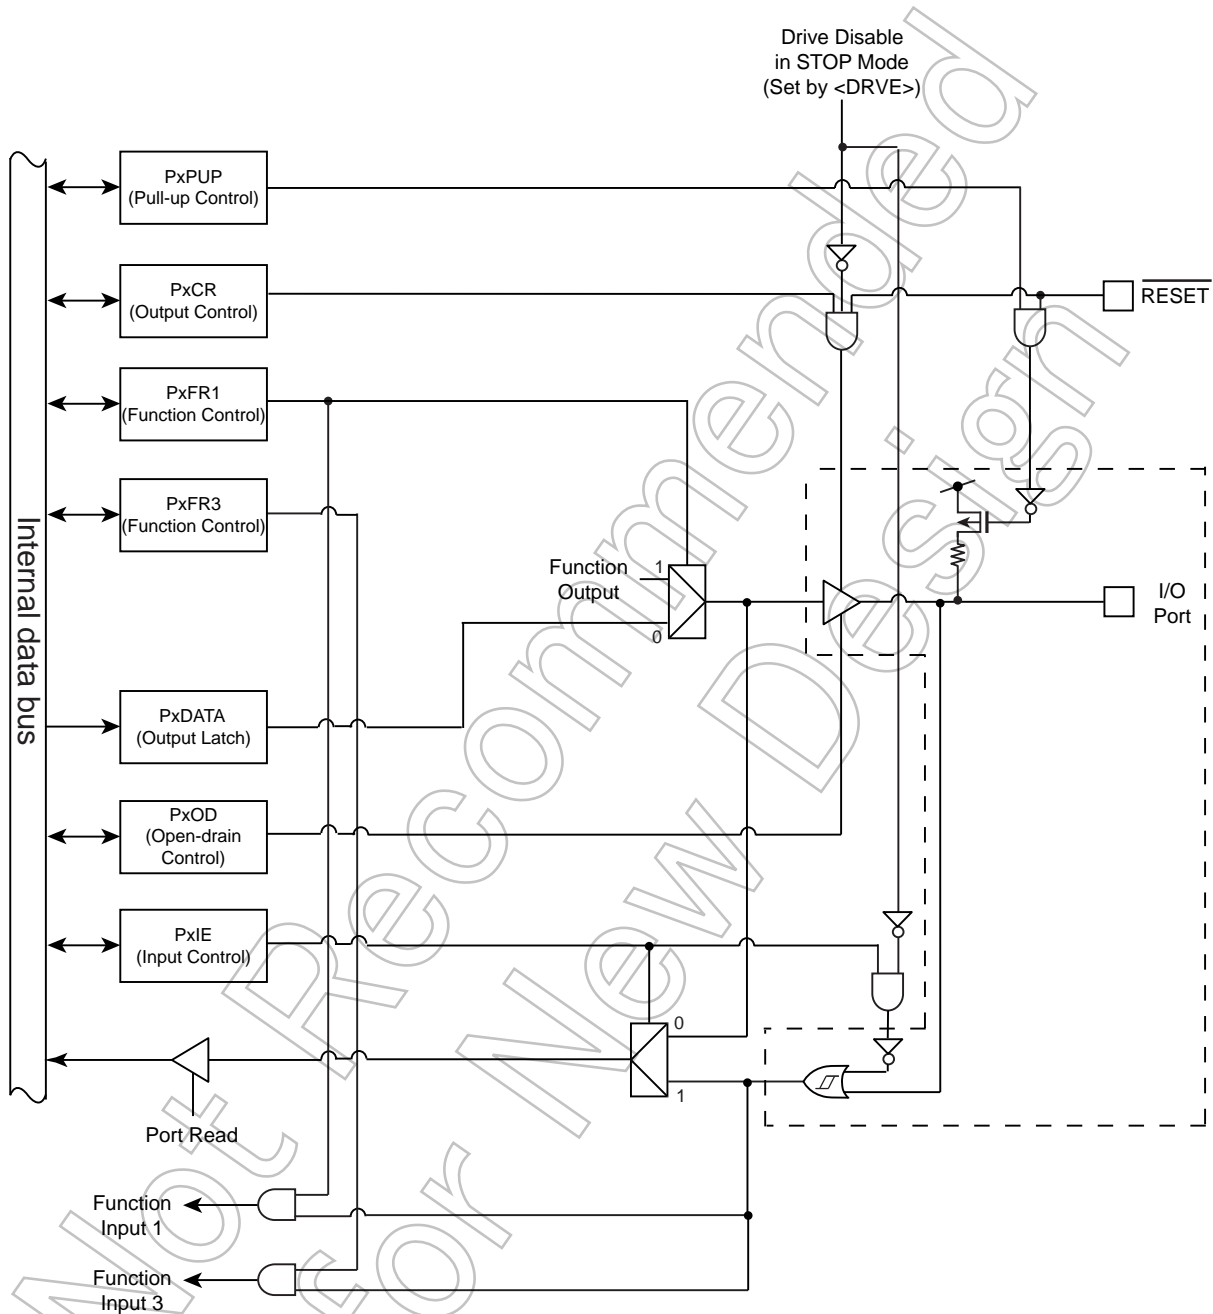 Drive Disable
in STOP Mode
(Set by <DRVE>)
PxPUP
(Pull-up Control)
PxCR
(Output Control)
RESET
PxFR1
(Function Control)
PxFR3
(Function Control)
Internal data bus
Function
Output
1
0
I/O
Port
PxDATA
(Output Latch)
PxOD
(Open-drain
Control)
PxIE
(Input Control)
0
1
Port Read
Function
Input 1
Function
Input 3
Not Recommended
for New Design